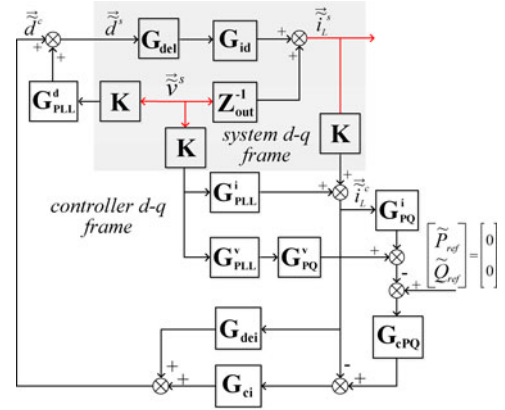 d̃^c
d̃^s
G_del
G_id
ĩ_L^s
+
+
+
+
G_PLL^d
K
ṽ^s
Z_out^-1
K
system d-q
frame
K
controller d-q
frame
G_PLL^i
+
+
ĩ_L^c
G_PQ^i
G_PLL^v
G_PQ^v
+
+
P̃_ref
Q̃_ref
=
0
0
-
+
G_dei
G_cPQ
+
+
G_ci
-
+